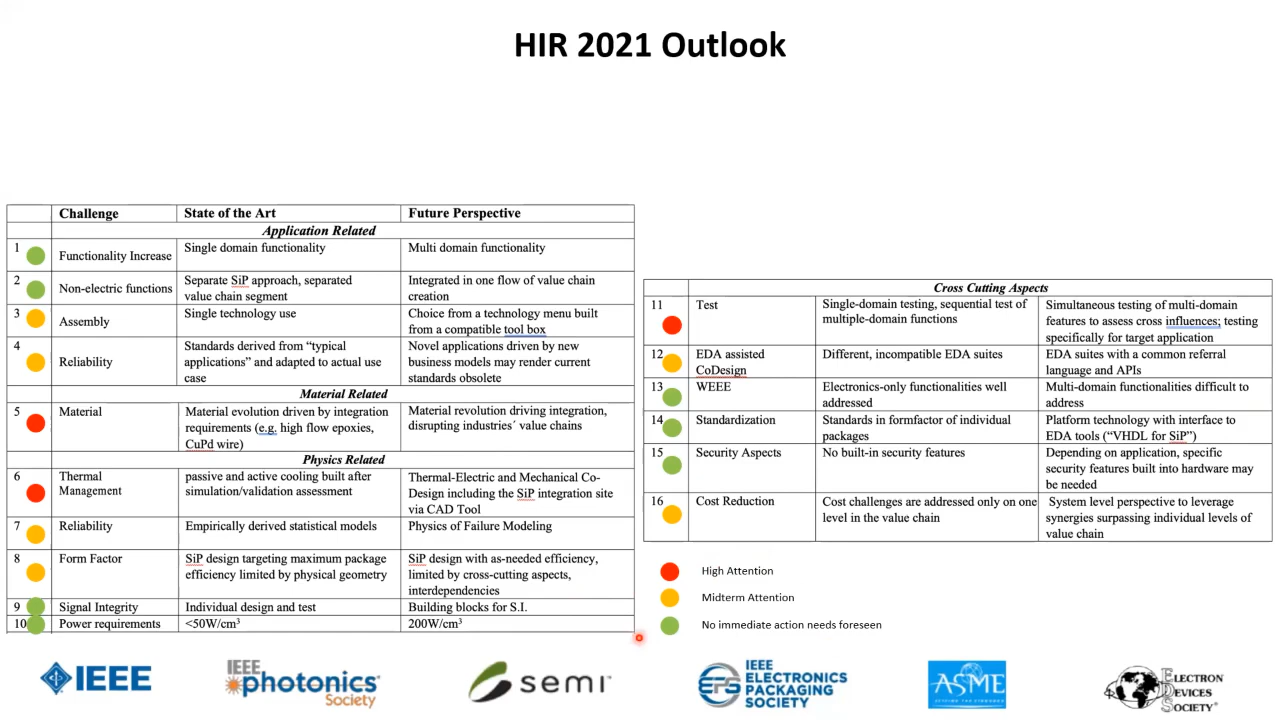 HIR 2021 Outlook
Challenge State of the Art Future Perspective
Application Related
1 Functionality Increase Single domain functionality Multi domain functionality
2 Non-electric functions Separate SiP approach, separated Integrated in one flow of value chain
value chain segment creation
3 Assembly Single technology use Choice from a technology menu built
from a compatible tool box
4 Reliability Standards derived from “typical Novel applications driven by new
applications” and adapted to actual use business models may render current
case standards obsolete
Material Related
5 Material Material evolution driven by integration Material revolution driving integration,
requirements (e.g. high flow epoxies, disrupting industries´ value chains
CuPd wire)
Physics Related
6 Thermal passive and active cooling built after Thermal-Electric and Mechanical Co-
Management simulation/validation assessment Design including the SiP integration site
via CAD Tool
7 Reliability Empirically derived statistical models Physics of Failure Modeling
8 Form Factor SiP design targeting maximum package SiP design with as-needed efficiency,
efficiency limited by physical geometry limited by cross-cutting aspects,
interdependencies
9 Signal Integrity Individual design and test Building blocks for S.I.
10 Power requirements <50W/cm³ 200W/cm³
Cross Cutting Aspects
11 Test Single-domain testing, sequential test of Simultaneous testing of multi-domain
multiple-domain functions features to assess cross influences; testing
specifically for target application
12 EDA assisted Different, incompatible EDA suites EDA suites with a common referral
CoDesign language and APIs
13 WEEE Electronics-only functionalities well Multi-domain functionalities difficult to
addressed address
14 Standardization Standards in formfactor of individual Platform technology with interface to
packages EDA tools (“VHDL for SiP”)
15 Security Aspects No built-in security features Depending on application, specific
security features built into hardware may
be needed
16 Cost Reduction Cost challenges are addressed only on one System level perspective to leverage
level in the value chain synergies surpassing individual levels of
value chain
High Attention
Midterm Attention
No immediate action needs foreseen
IEEE
IEEE
photonics
Society
semi
EPS
IEEE
ELECTRONICS
PACKAGING
SOCIETY
ASME
SETTING THE STANDARD
EDS
ELECTRON
DEVICES
SOCIETY